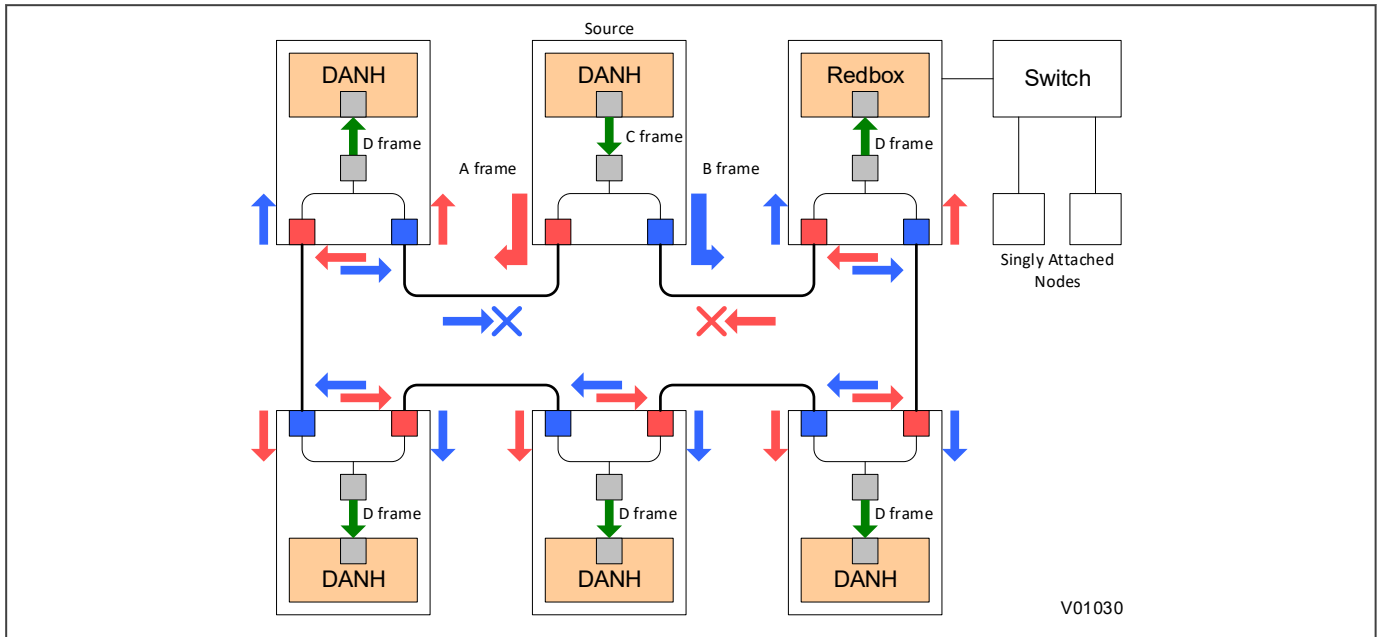 Source
DANH
DANH
Redbox
Switch
D frame
C frame
D frame
A frame
B frame
Singly Attached
Nodes
D frame
D frame
D frame
DANH
DANH
DANH
V01030